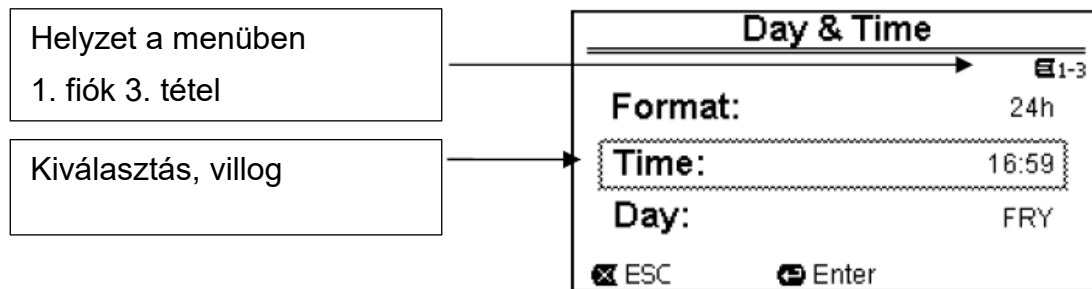 Helyzet a menüben
1. fiók 3. tétel
Kiválasztás, villog
Day & Time
1-3
Format: 24h
Time: 16:59
Day: FRY
ESC Enter